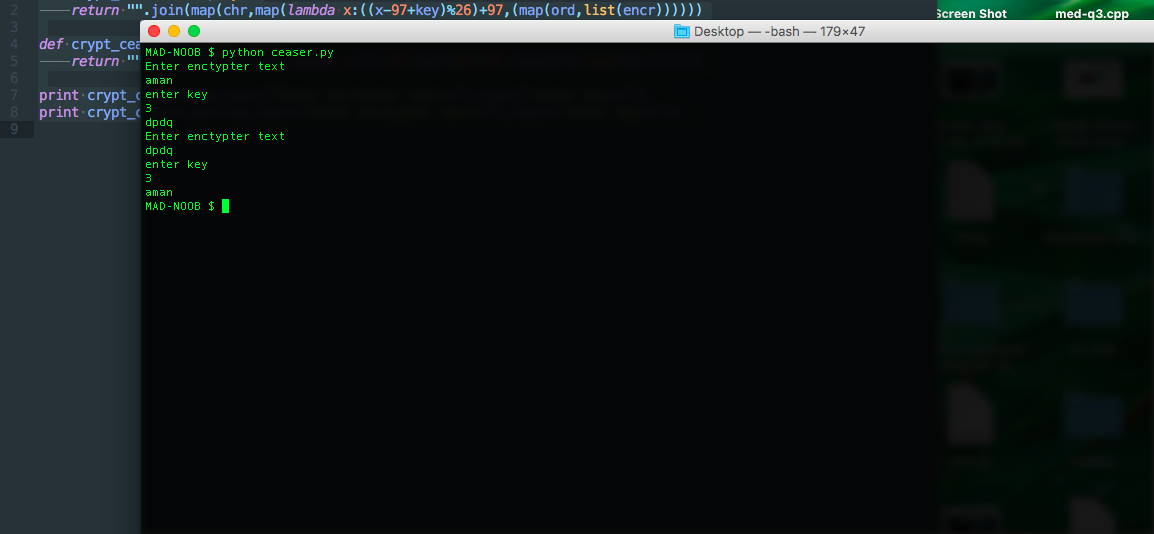 2 return "".join(map(chr,map(lambda x:((x-97+key)%26)+97,(map(ord,list(encr))))))
3
4 def crypt_cea
5 return ""
6
7 print crypt_c
8 print crypt_c
9
Screen Shot
med-q3.cpp
Desktop — -bash — 179×47
MAD-NOOB $ python ceaser.py
Enter enctypter text
aman
enter key
3
dpdq
Enter enctypter text
dpdq
enter key
3
aman
MAD-NOOB $